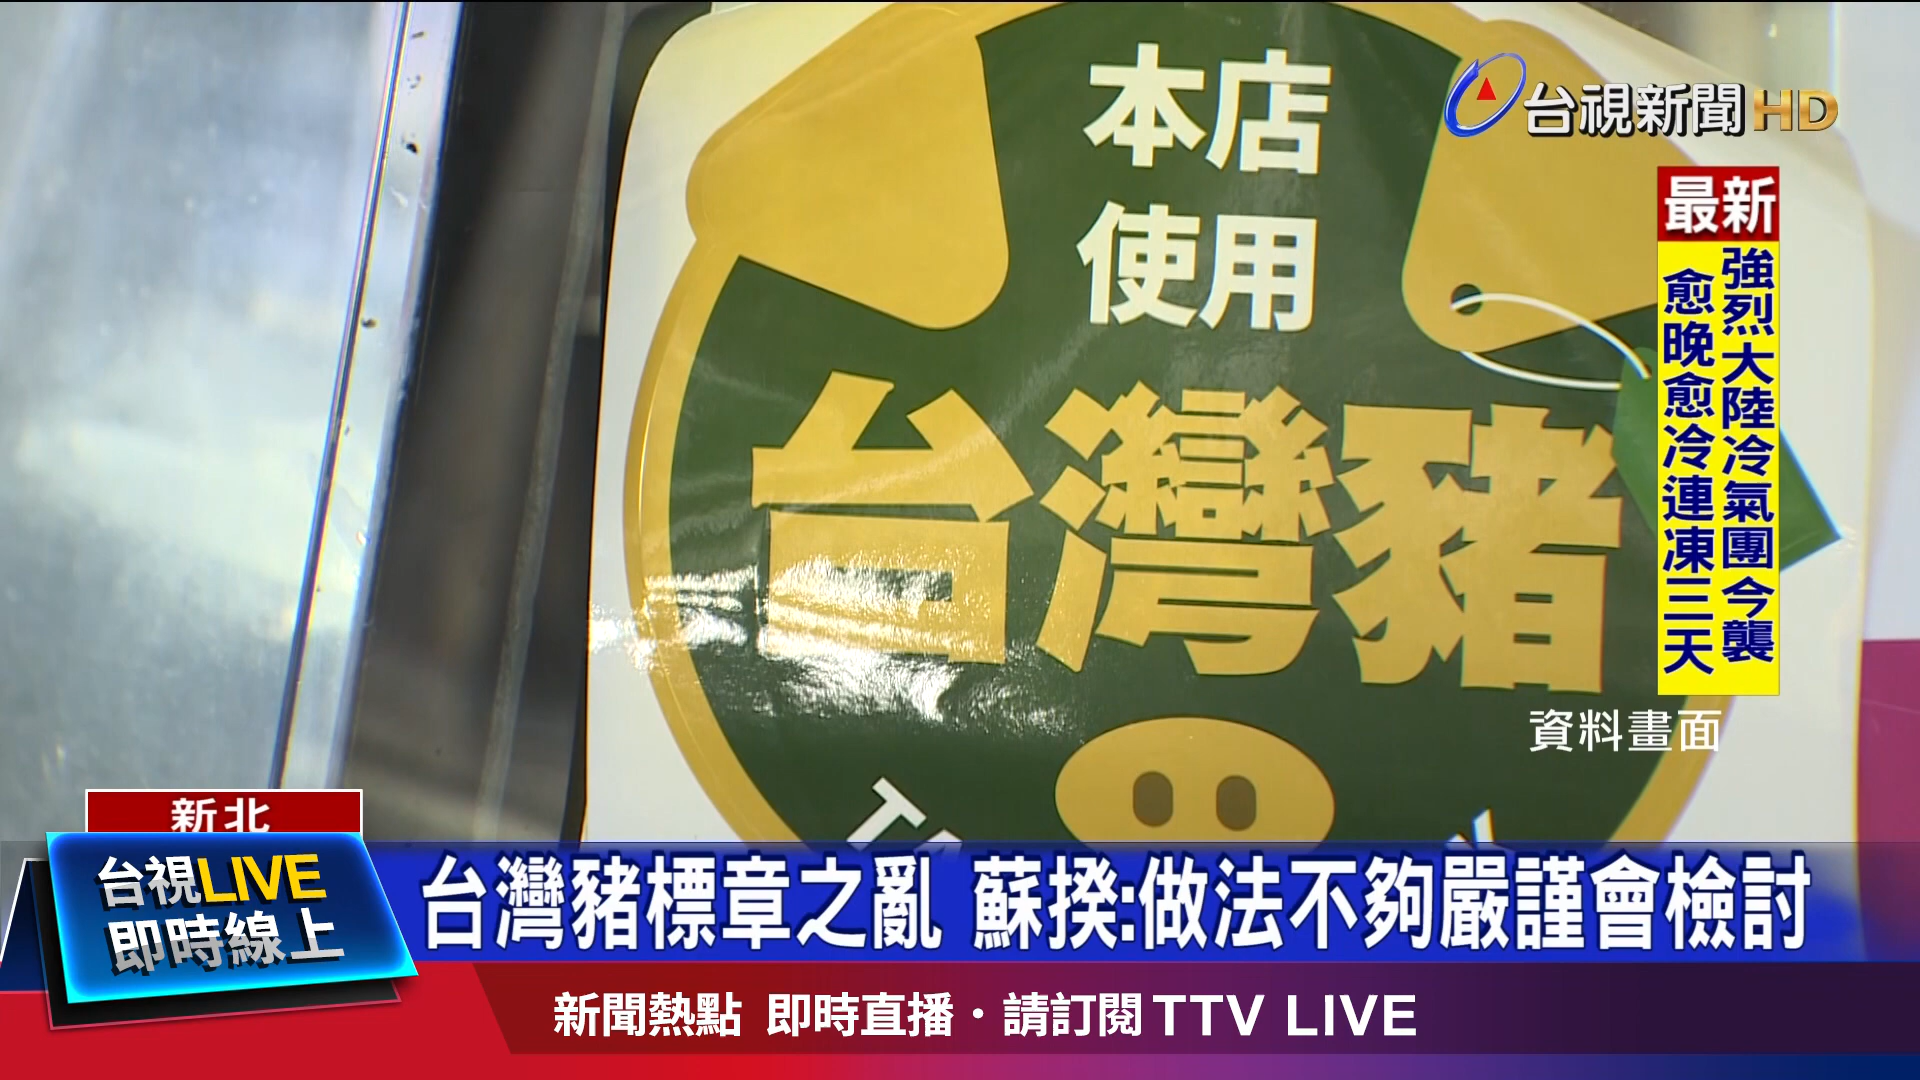 本店
使用
台灣豬
台視新聞HD
最新
強烈大陸冷氣團今襲
愈晚愈冷連凍三天
資料畫面
新北
台視LIVE
即時線上
台灣豬標章之亂 蘇揆:做法不夠嚴謹會檢討
新聞熱點 即時直播・請訂閱TTV LIVE